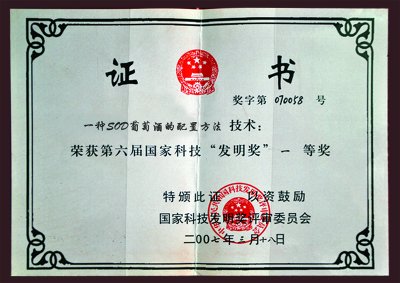 证 书
奖字第 070058 号
一种SOD葡萄酒的配置方法 技术：
荣获第六届国家科技“发明奖”一 等奖
特颁此证 以资鼓励
国家科技发明奖评审委员会
二00七年三月十八日